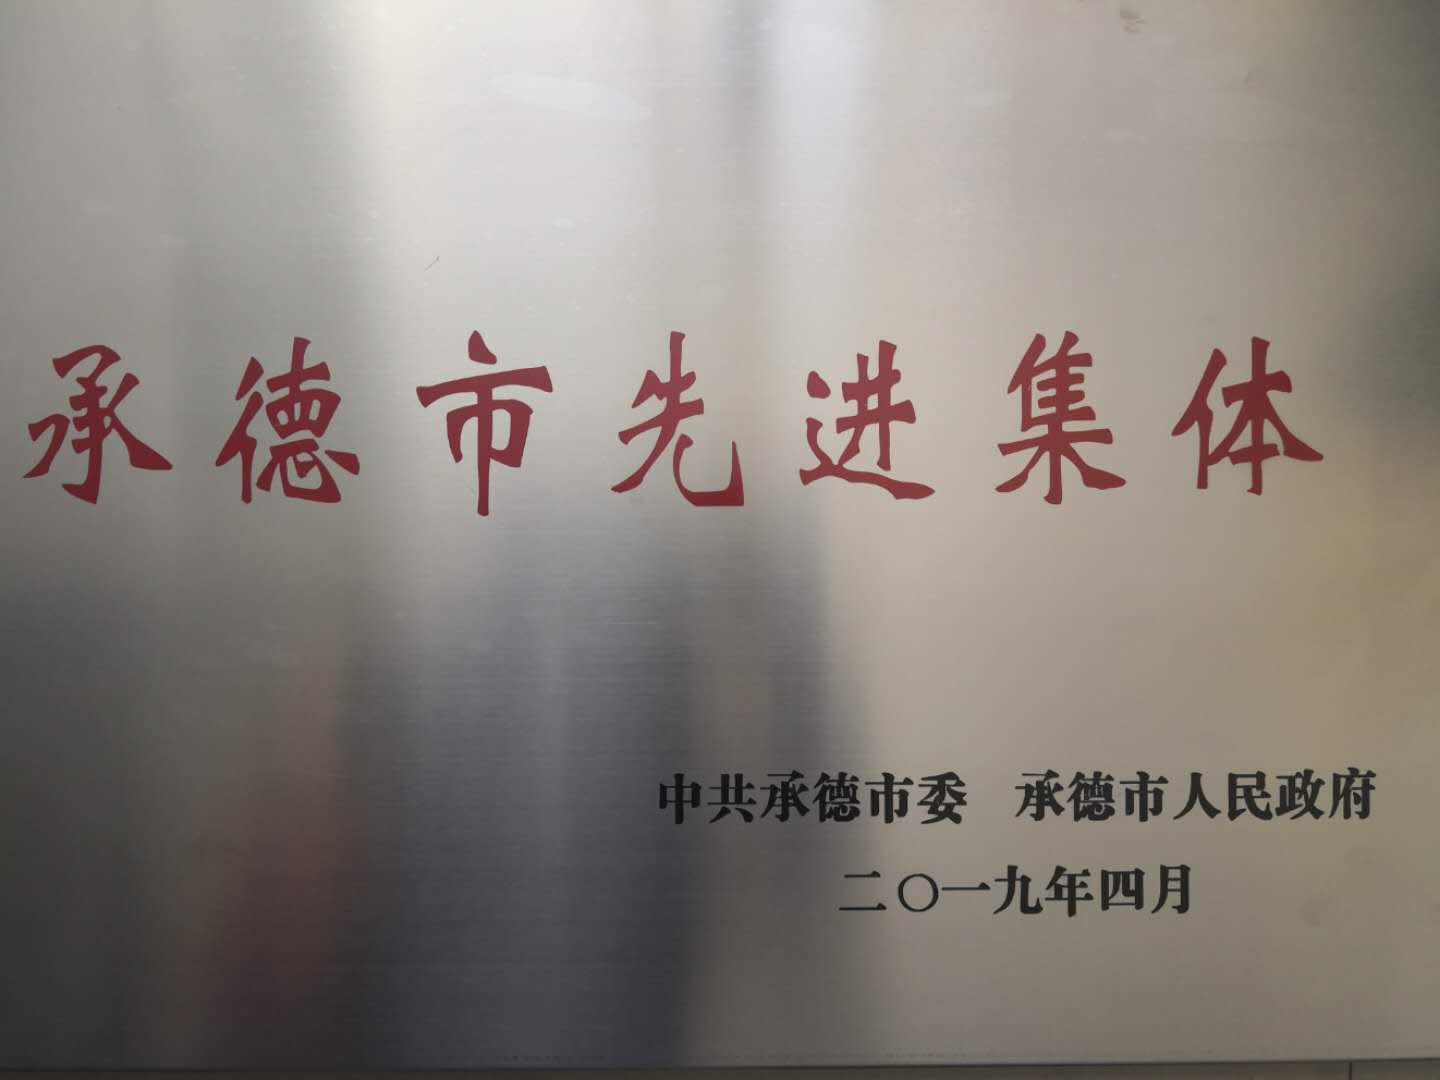 承德市先进集体
中共承德市委 承德市人民政府
二〇一九年四月